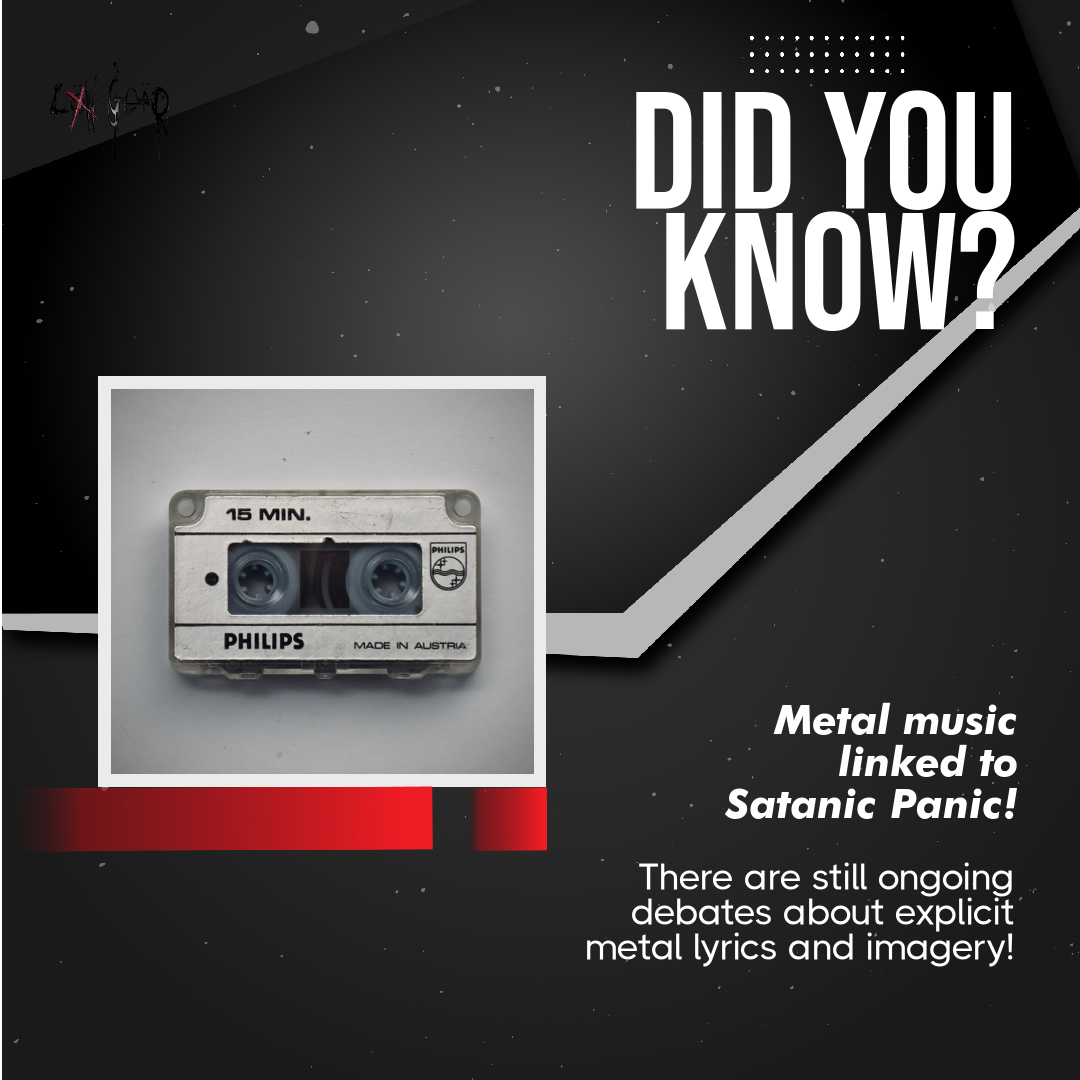 DID YOU
KNOW?
15 MIN.
PHILIPS
PHILIPS
MADE IN AUSTRIA
Metal music
linked to
Satanic Panic!
There are still ongoing
debates about explicit
metal lyrics and imagery!